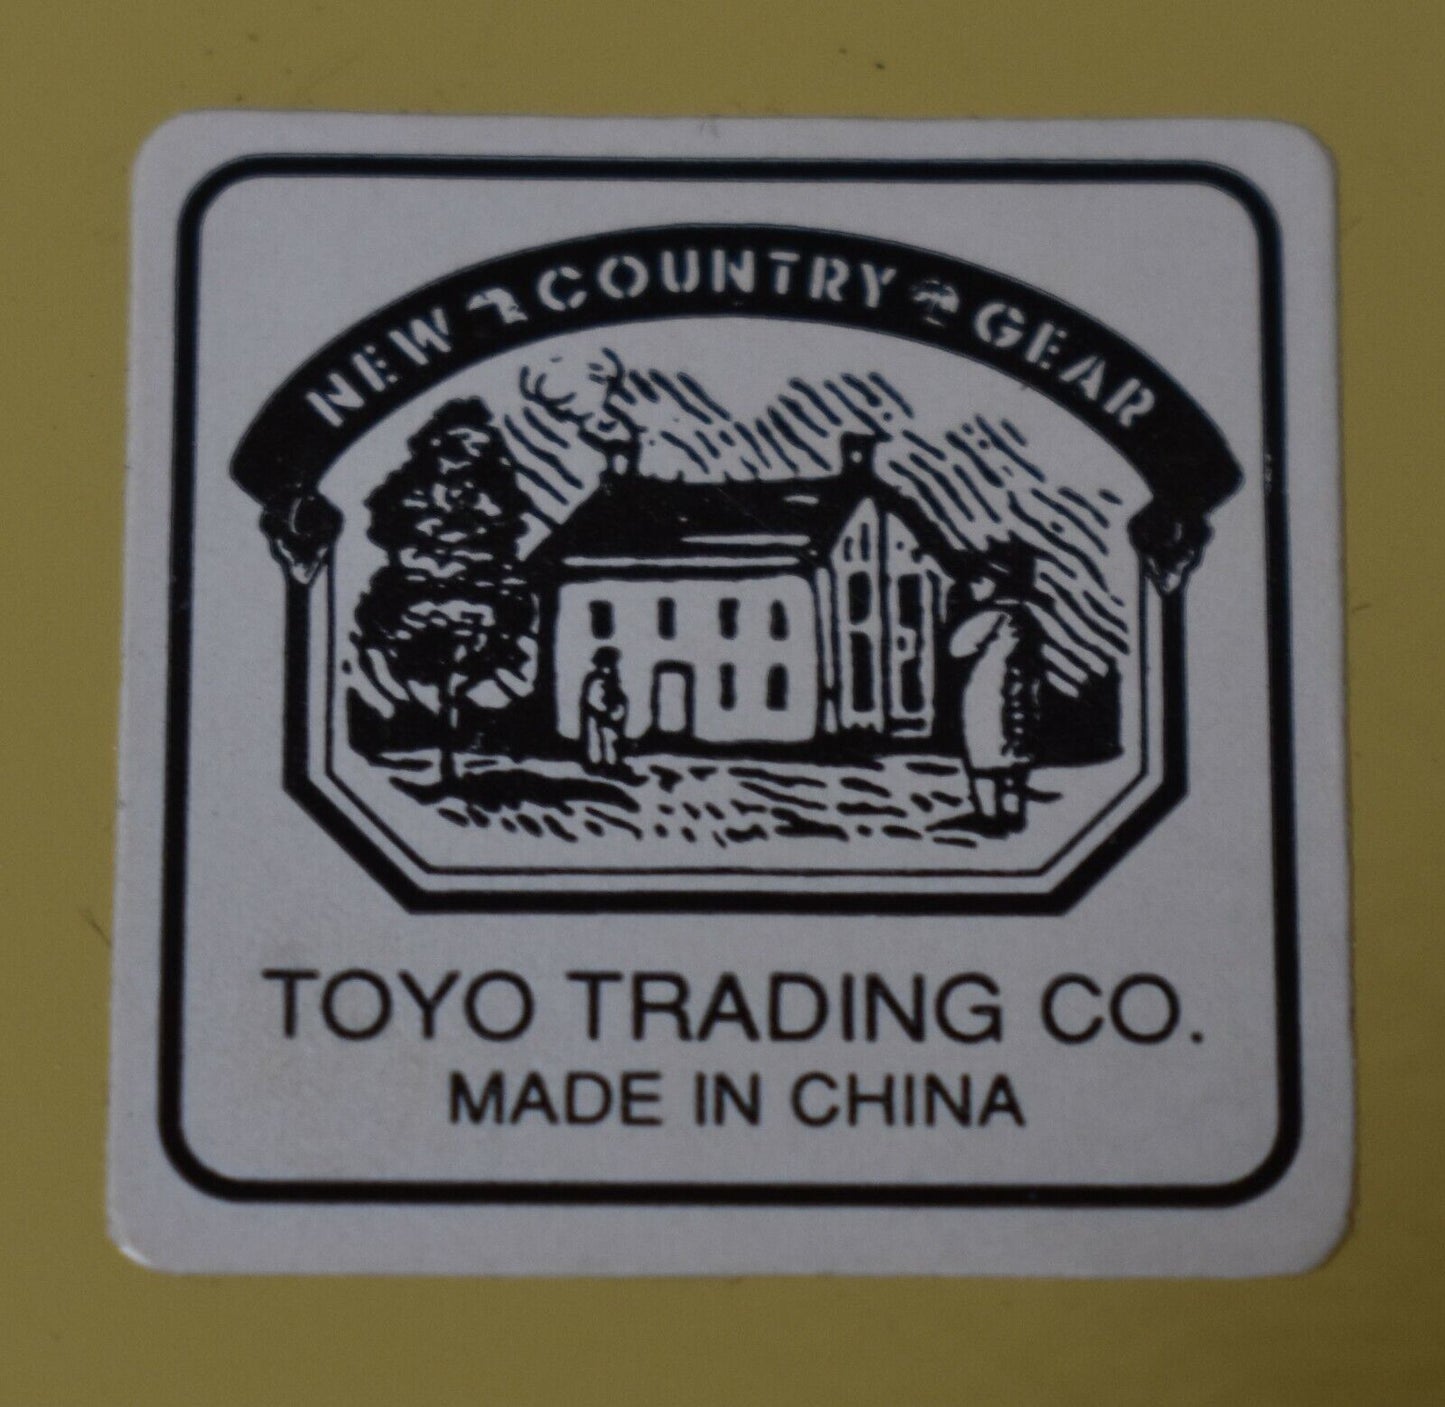 NEW COUNTRY GEAR
TOYO TRADING CO.
MADE IN CHINA